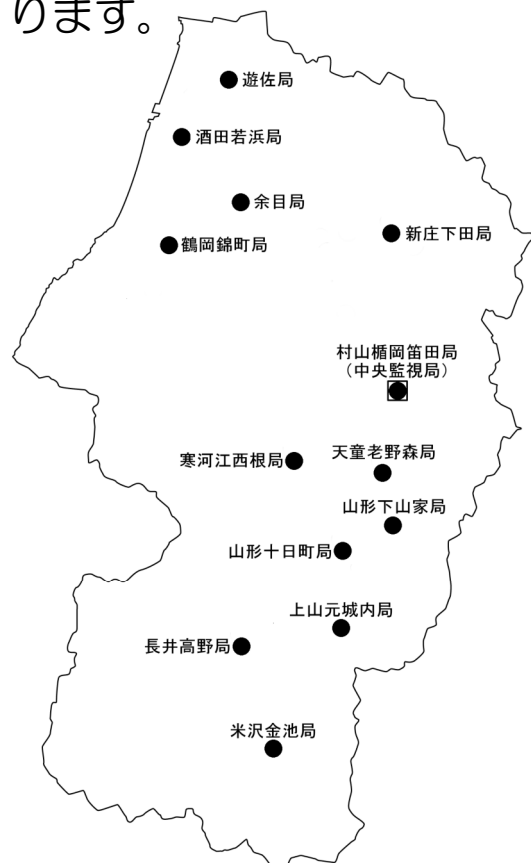 ります。
遊佐局
酒田若浜局
余目局
新庄下田局
鶴岡錦町局
村山楯岡笛田局
（中央監視局）
天童老野森局
寒河江西根局
山形下山家局
山形十日町局
上山元城内局
長井高野局
米沢金池局